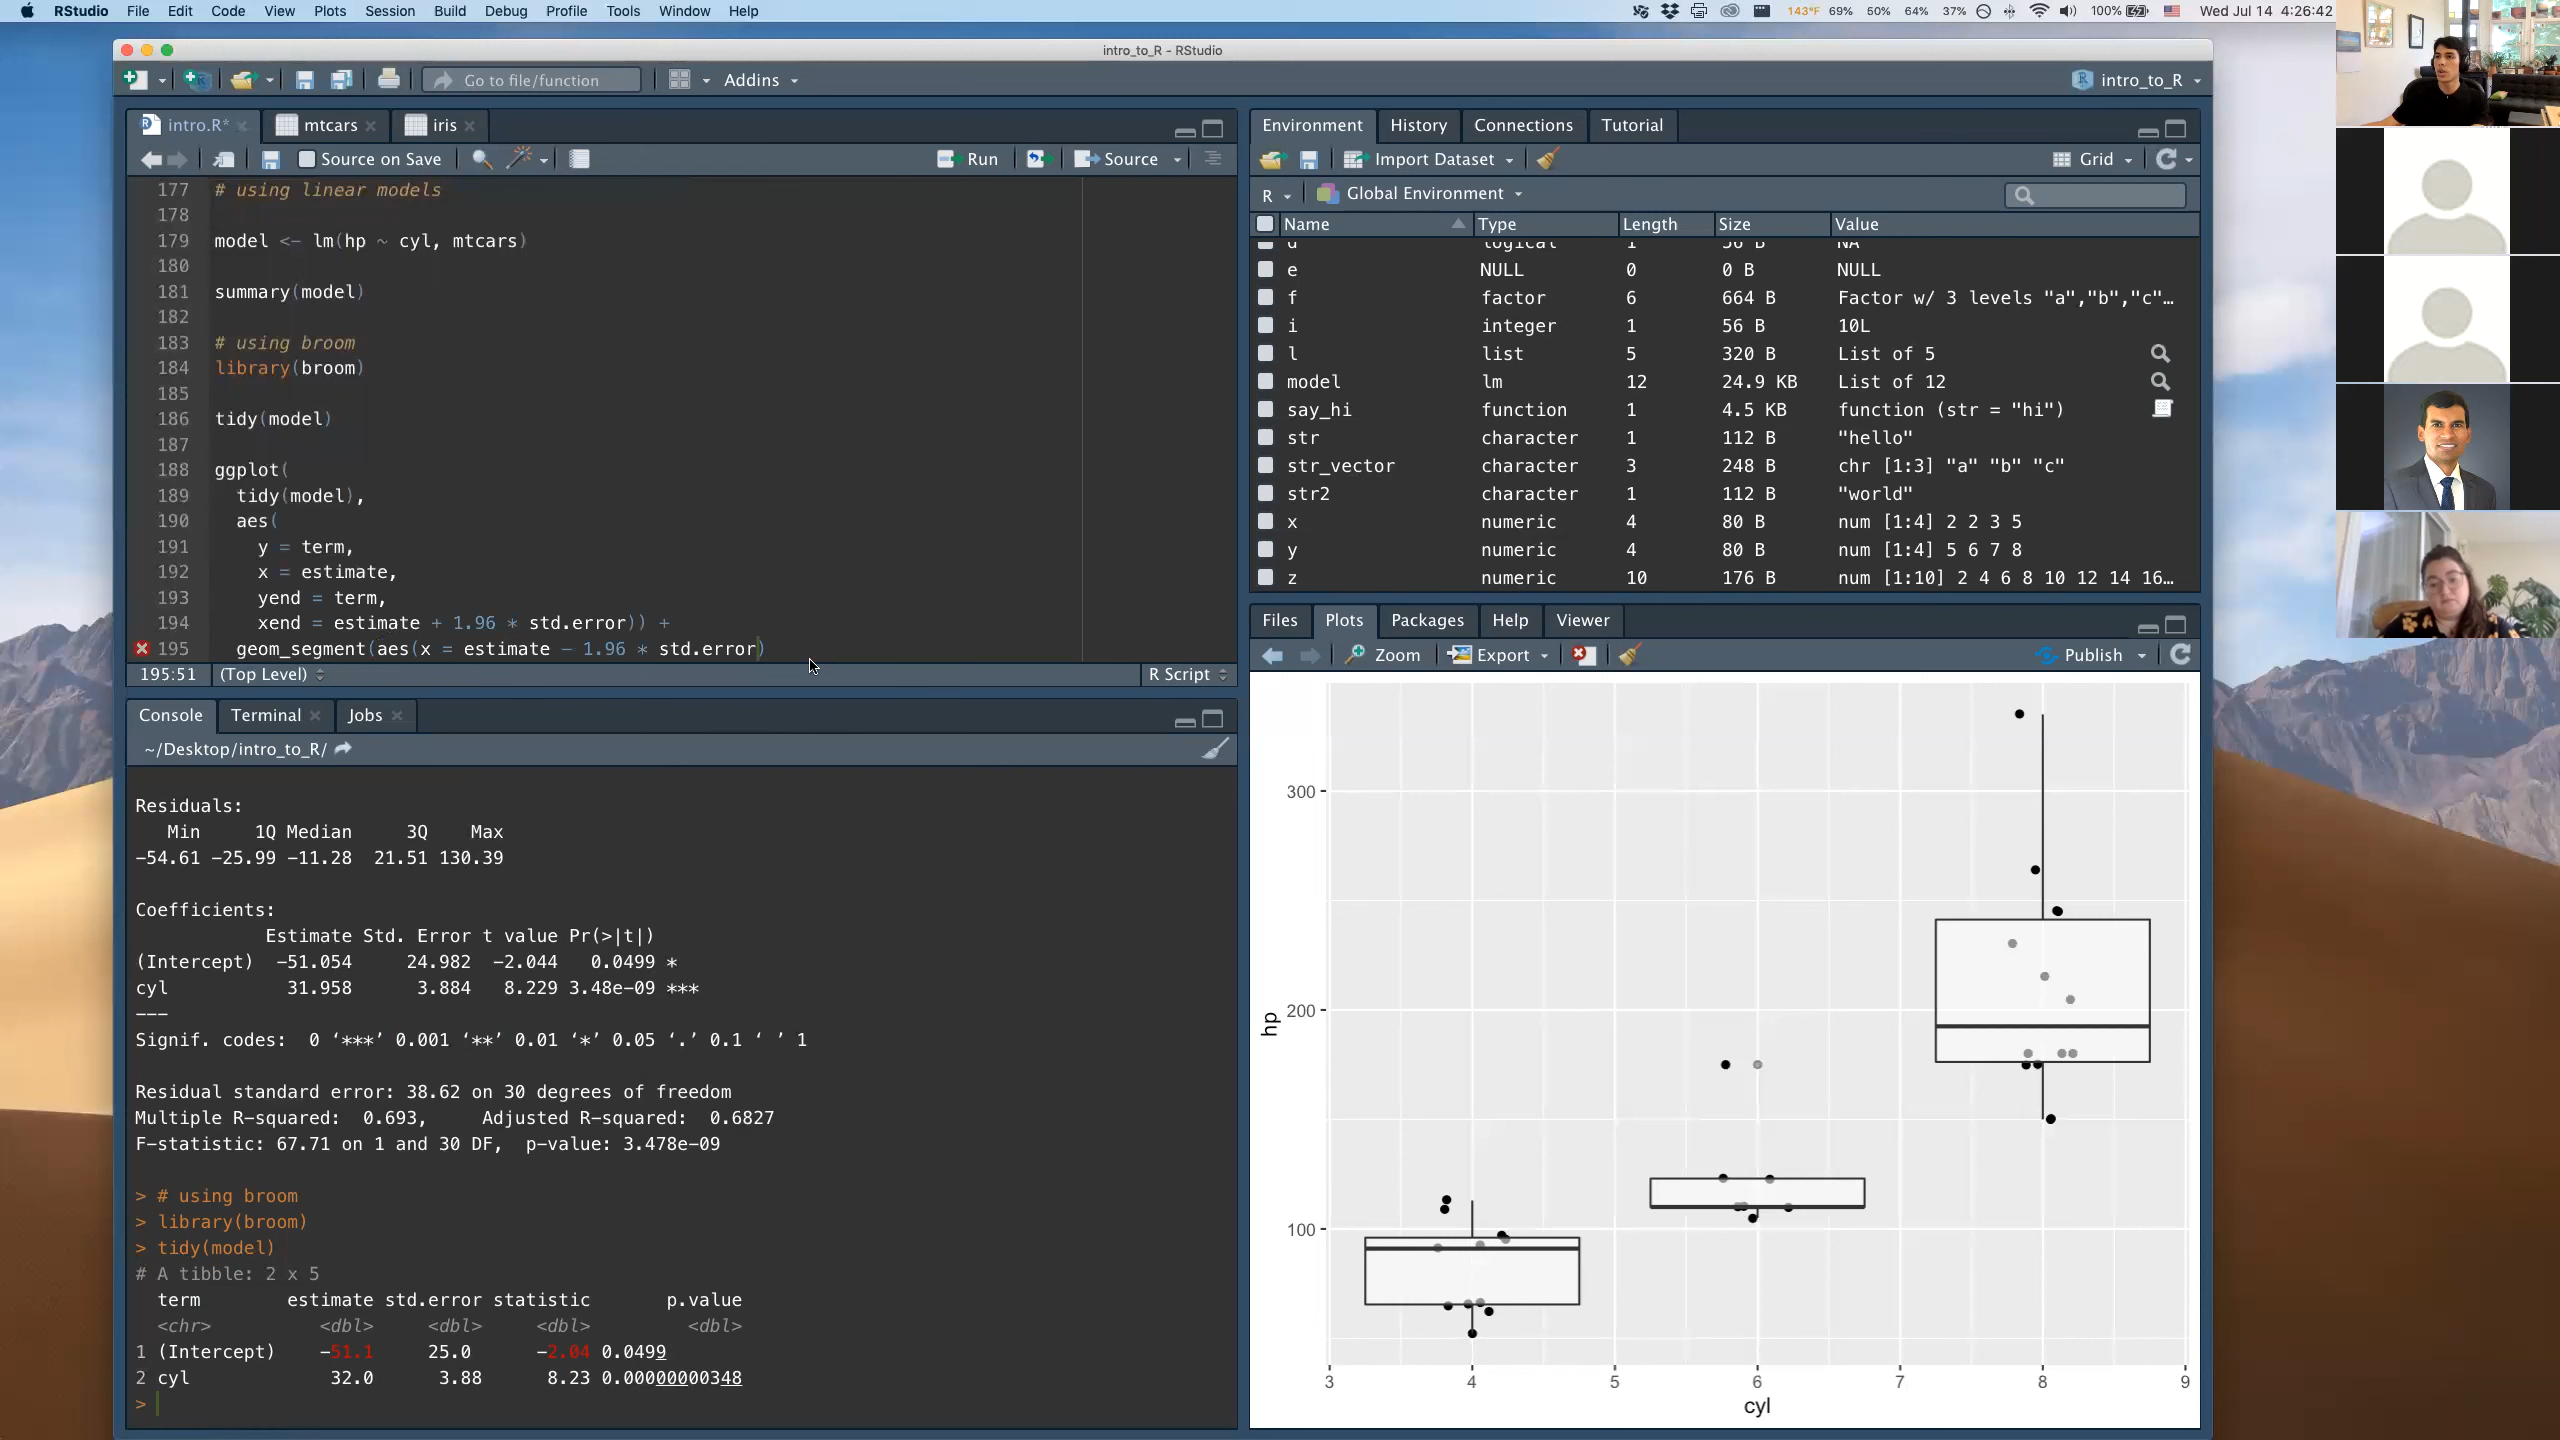 RStudio File Edit Code View Plots Session Build Debug Profile Tools Window Help
143°F 69% 60% 64% 37% 100% Wed Jul 14 4:26:42
intro_to_R - RStudio
Go to file/function Addins intro_to_R
intro.R* mtcars iris
Source on Save Run Source
177 # using linear models
178
179 model <- lm(hp ~ cyl, mtcars)
180
181 summary(model)
182
183 # using broom
184 library(broom)
185
186 tidy(model)
187
188 ggplot(
189 tidy(model),
190 aes(
191 y = term,
192 x = estimate,
193 yend = term,
194 xend = estimate + 1.96 * std.error)) +
195 geom_segment(aes(x = estimate - 1.96 * std.error)
195:51 (Top Level) R Script
Console Terminal Jobs
~/Desktop/intro_to_R/
Residuals:
Min 1Q Median 3Q Max
-54.61 -25.99 -11.28 21.51 130.39
Coefficients:
Estimate Std. Error t value Pr(>|t|)
(Intercept) -51.054 24.982 -2.044 0.0499 *
cyl 31.958 3.884 8.229 3.48e-09 ***
---
Signif. codes: 0 ‘***’ 0.001 ‘**’ 0.01 ‘*’ 0.05 ‘.’ 0.1 ‘ ’ 1
Residual standard error: 38.62 on 30 degrees of freedom
Multiple R-squared: 0.693, Adjusted R-squared: 0.6827
F-statistic: 67.71 on 1 and 30 DF, p-value: 3.478e-09
> # using broom
> library(broom)
> tidy(model)
# A tibble: 2 x 5
term estimate std.error statistic p.value
<chr> <dbl> <dbl> <dbl> <dbl>
1 (Intercept) -51.1 25.0 -2.04 0.0499
2 cyl 32.0 3.88 8.23 0.00000000348
>
Environment History Connections Tutorial
Import Dataset Grid
R Global Environment
Name Type Length Size Value
d logical 1 56 B NA
e NULL 0 0 B NULL
f factor 6 664 B Factor w/ 3 levels "a","b","c"…
i integer 1 56 B 10L
l list 5 320 B List of 5
model lm 12 24.9 KB List of 12
say_hi function 1 4.5 KB function (str = "hi")
str character 1 112 B "hello"
str_vector character 3 248 B chr [1:3] "a" "b" "c"
str2 character 1 112 B "world"
x numeric 4 80 B num [1:4] 2 2 3 5
y numeric 4 80 B num [1:4] 5 6 7 8
z numeric 10 176 B num [1:10] 2 4 6 8 10 12 14 16…
Files Plots Packages Help Viewer
Zoom Export Publish
300
200
100
hp
3 4 5 6 7 8 9
cyl